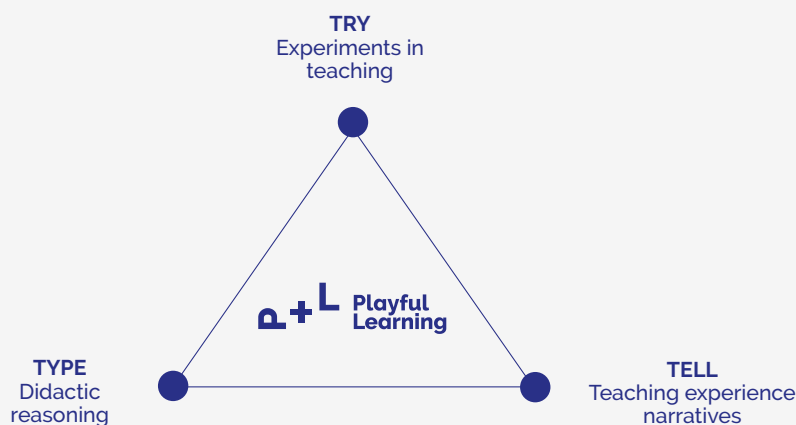 TRY
Experiments in
teaching
P+L
Playful
Learning
TYPE
Didactic
reasoning
TELL
Teaching experience
narratives